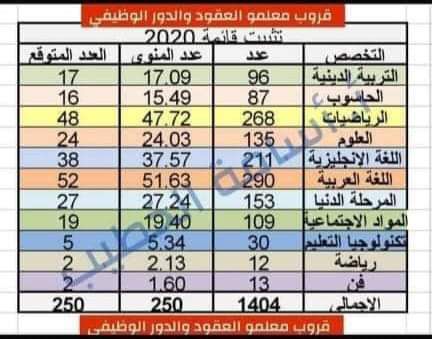 قروب معلمو العقود والدور الوظيفي
تثبيت قائمة 2020
التخصص عدد عدد المنوى العدد المتوقع
التربية الدينية 96 17.09 17
الحاسوب 87 15.49 16
الرياضيات 268 47.72 48
العلوم 135 24.03 24
اللغة الانجليزية 211 37.57 38
اللغة العربية 290 51.63 52
المرحلة الدنيا 153 27.24 27
المواد الاجتماعية 109 19.40 19
تكنولوجيا التعليم 30 5.34 5
رياضة 12 2.13 2
فن 13 1.60 2
الاجمالي 1404 250 250
قروب معلمو العقود والدور الوظيفي
أ. أسامة الخطيب